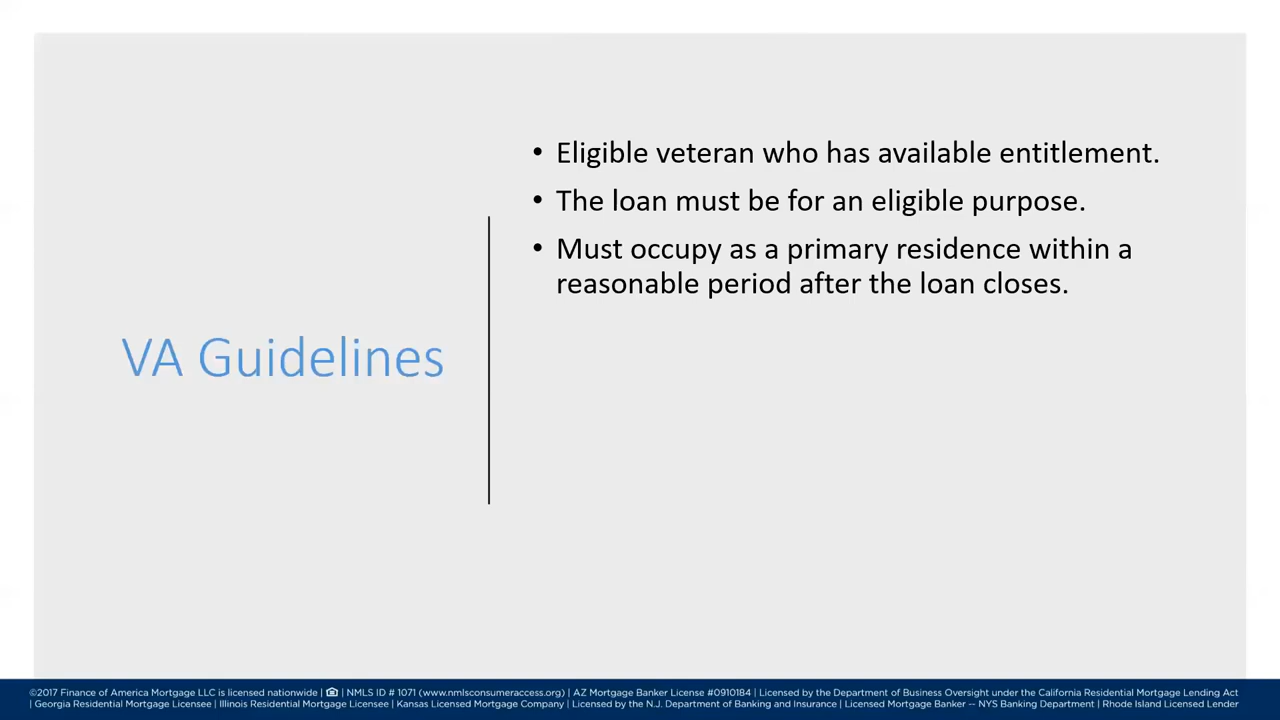 • Eligible veteran who has available entitlement.
• The loan must be for an eligible purpose.
• Must occupy as a primary residence within a
reasonable period after the loan closes.
VA Guidelines
©2017 Finance of America Mortgage LLC is licensed nationwide | | NMLS ID # 1071 (www.nmlsconsumeraccess.org) | AZ Mortgage Banker License #0910184 | Licensed by the Department of Business Oversight under the California Residential Mortgage Lending Act
| Georgia Residential Mortgage Licensee | Illinois Residential Mortgage Licensee | Kansas Licensed Mortgage Company | Licensed by the N.J. Department of Banking and Insurance | Licensed Mortgage Banker -- NYS Banking Department | Rhode Island Licensed Lender